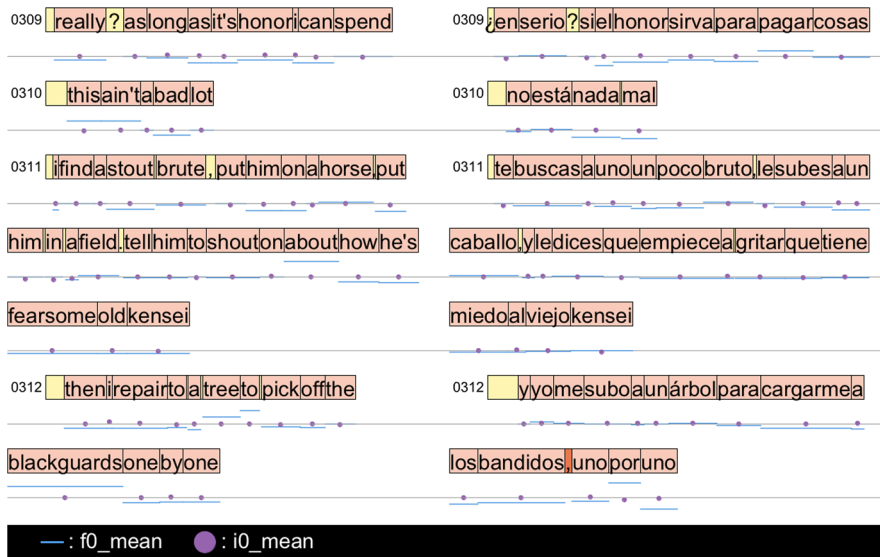 0309 really ? as long as it's honor i can spend
0310 this ain't a bad lot
0311 i find a stout brute , put him on a horse , put
him in a field . tell him to shout on about how he's
fearsome old kensei
0312 then i repair to a tree to pick off the
blackguards one by one
0309 ¿ en serio ? si el honor sirva para pagar cosas
0310 no está nada mal
0311 te buscas a uno un poco bruto , le subes a un
caballo , y le dices que empiece a gritar que tiene
miedo al viejo kensei
0312 y yo me subo a un árbol para cargarme a
los bandidos , uno por uno
: f0_mean : i0_mean